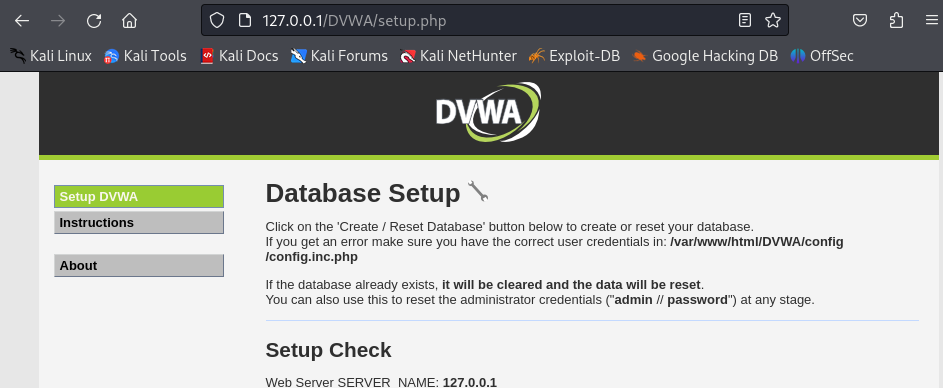 127.0.0.1/DVWA/setup.php
Kali Linux Kali Tools Kali Docs Kali Forums Kali NetHunter Exploit-DB Google Hacking DB OffSec
DVWA
Setup DVWA
Instructions
About
Database Setup
Click on the 'Create / Reset Database' button below to create or reset your database.
If you get an error make sure you have the correct user credentials in: /var/www/html/DVWA/config
/config.inc.php
If the database already exists, it will be cleared and the data will be reset.
You can also use this to reset the administrator credentials ("admin // password") at any stage.
Setup Check
Web Server SERVER_NAME: 127.0.0.1